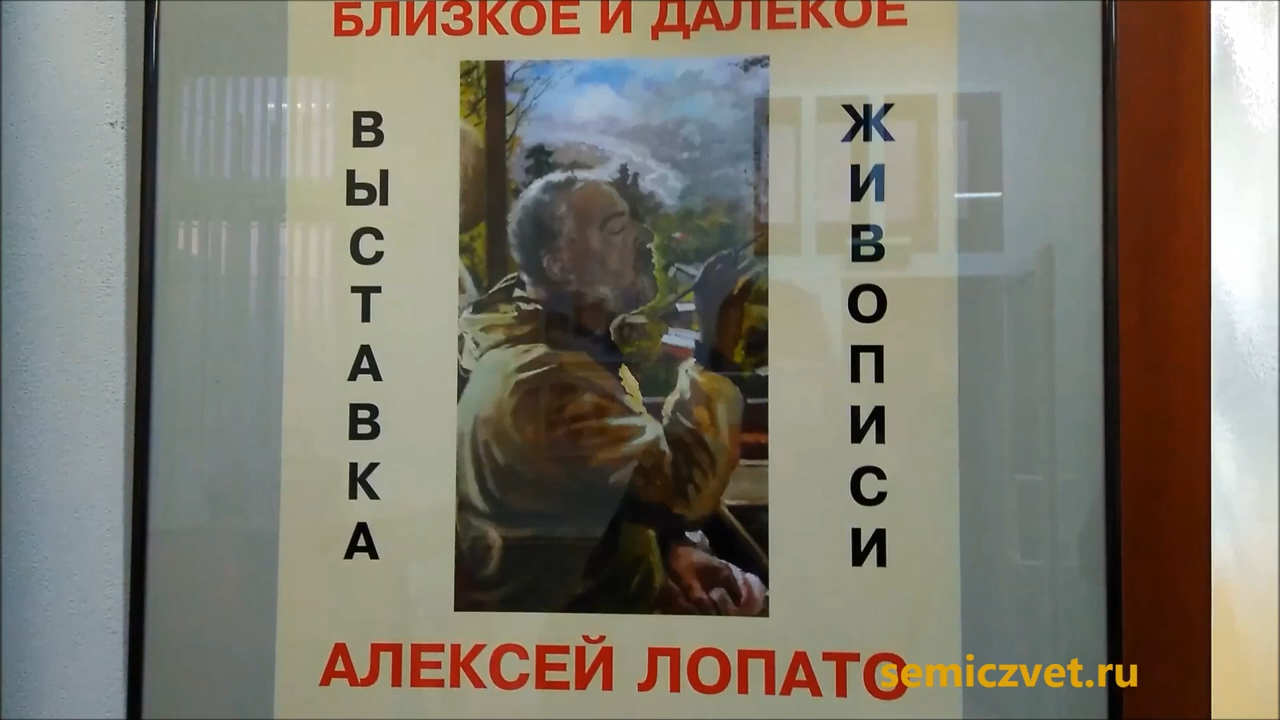 БЛИЗКОЕ И ДАЛЕКОЕ
ВЫСТАВКА
ЖИВОПИСИ
АЛЕКСЕЙ ЛОПАТО
semiczvet.ru